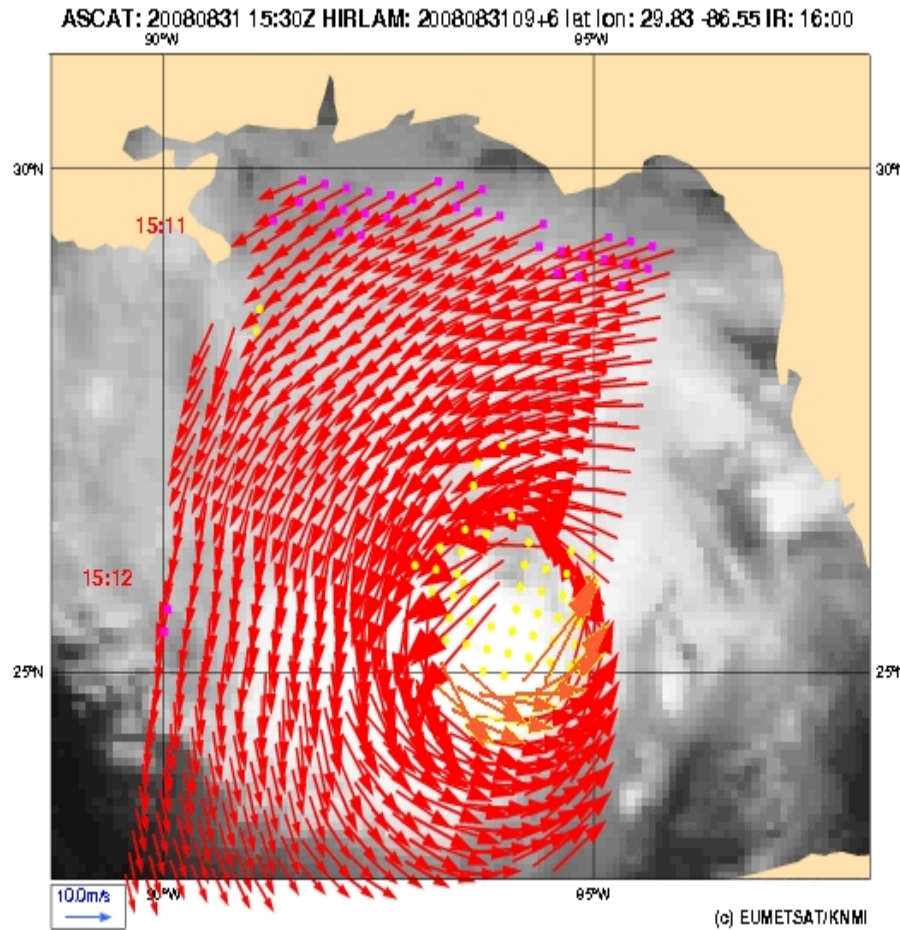 ASCAT: 20080831 15:30Z HIRLAM: 2008083109+6 lat lon: 29.83 -86.55 IR: 16:00
90°W 85°W
30°N 30°N
15:11
15:12
25°N 25°N
10.0m/s
90°W 85°W
(c) EUMETSAT/KNMI